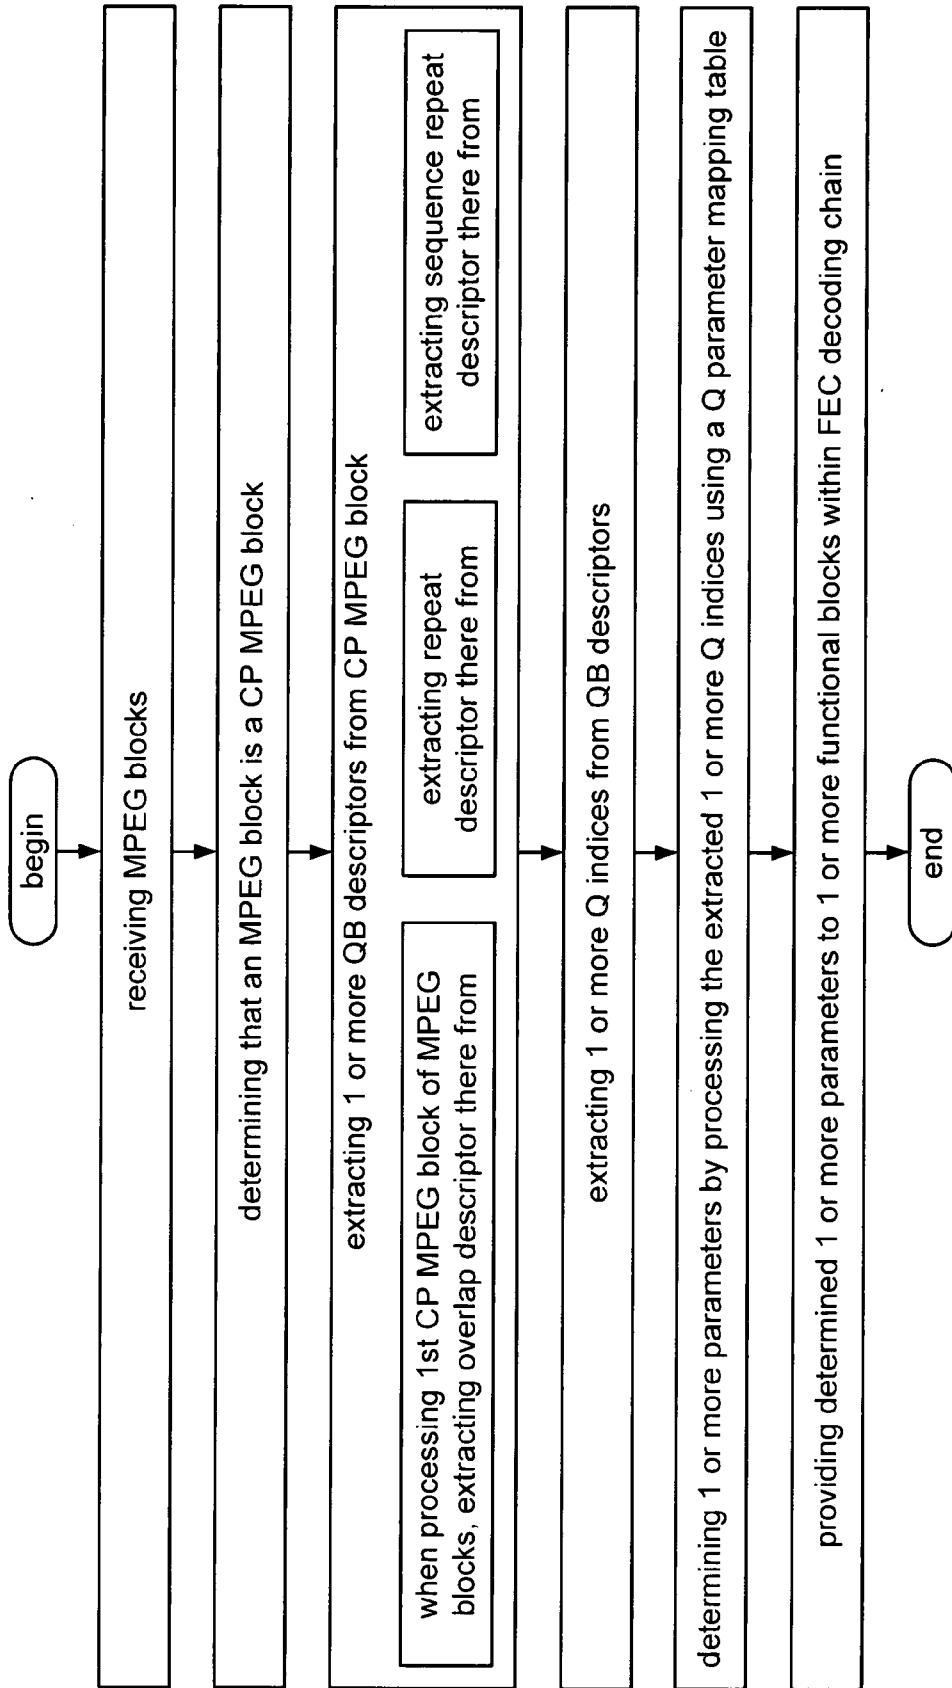 begin
receiving MPEG blocks
determining that an MPEG block is a CP MPEG block
extracting 1 or more QB descriptors from CP MPEG block
when processing 1st CP MPEG block of MPEG
blocks, extracting overlap descriptor there from
extracting repeat
descriptor there from
extracting sequence repeat
descriptor there from
extracting 1 or more Q indices from QB descriptors
determining 1 or more parameters by processing the extracted 1 or more Q indices using a Q parameter mapping table
providing determined 1 or more parameters to 1 or more functional blocks within FEC decoding chain
end